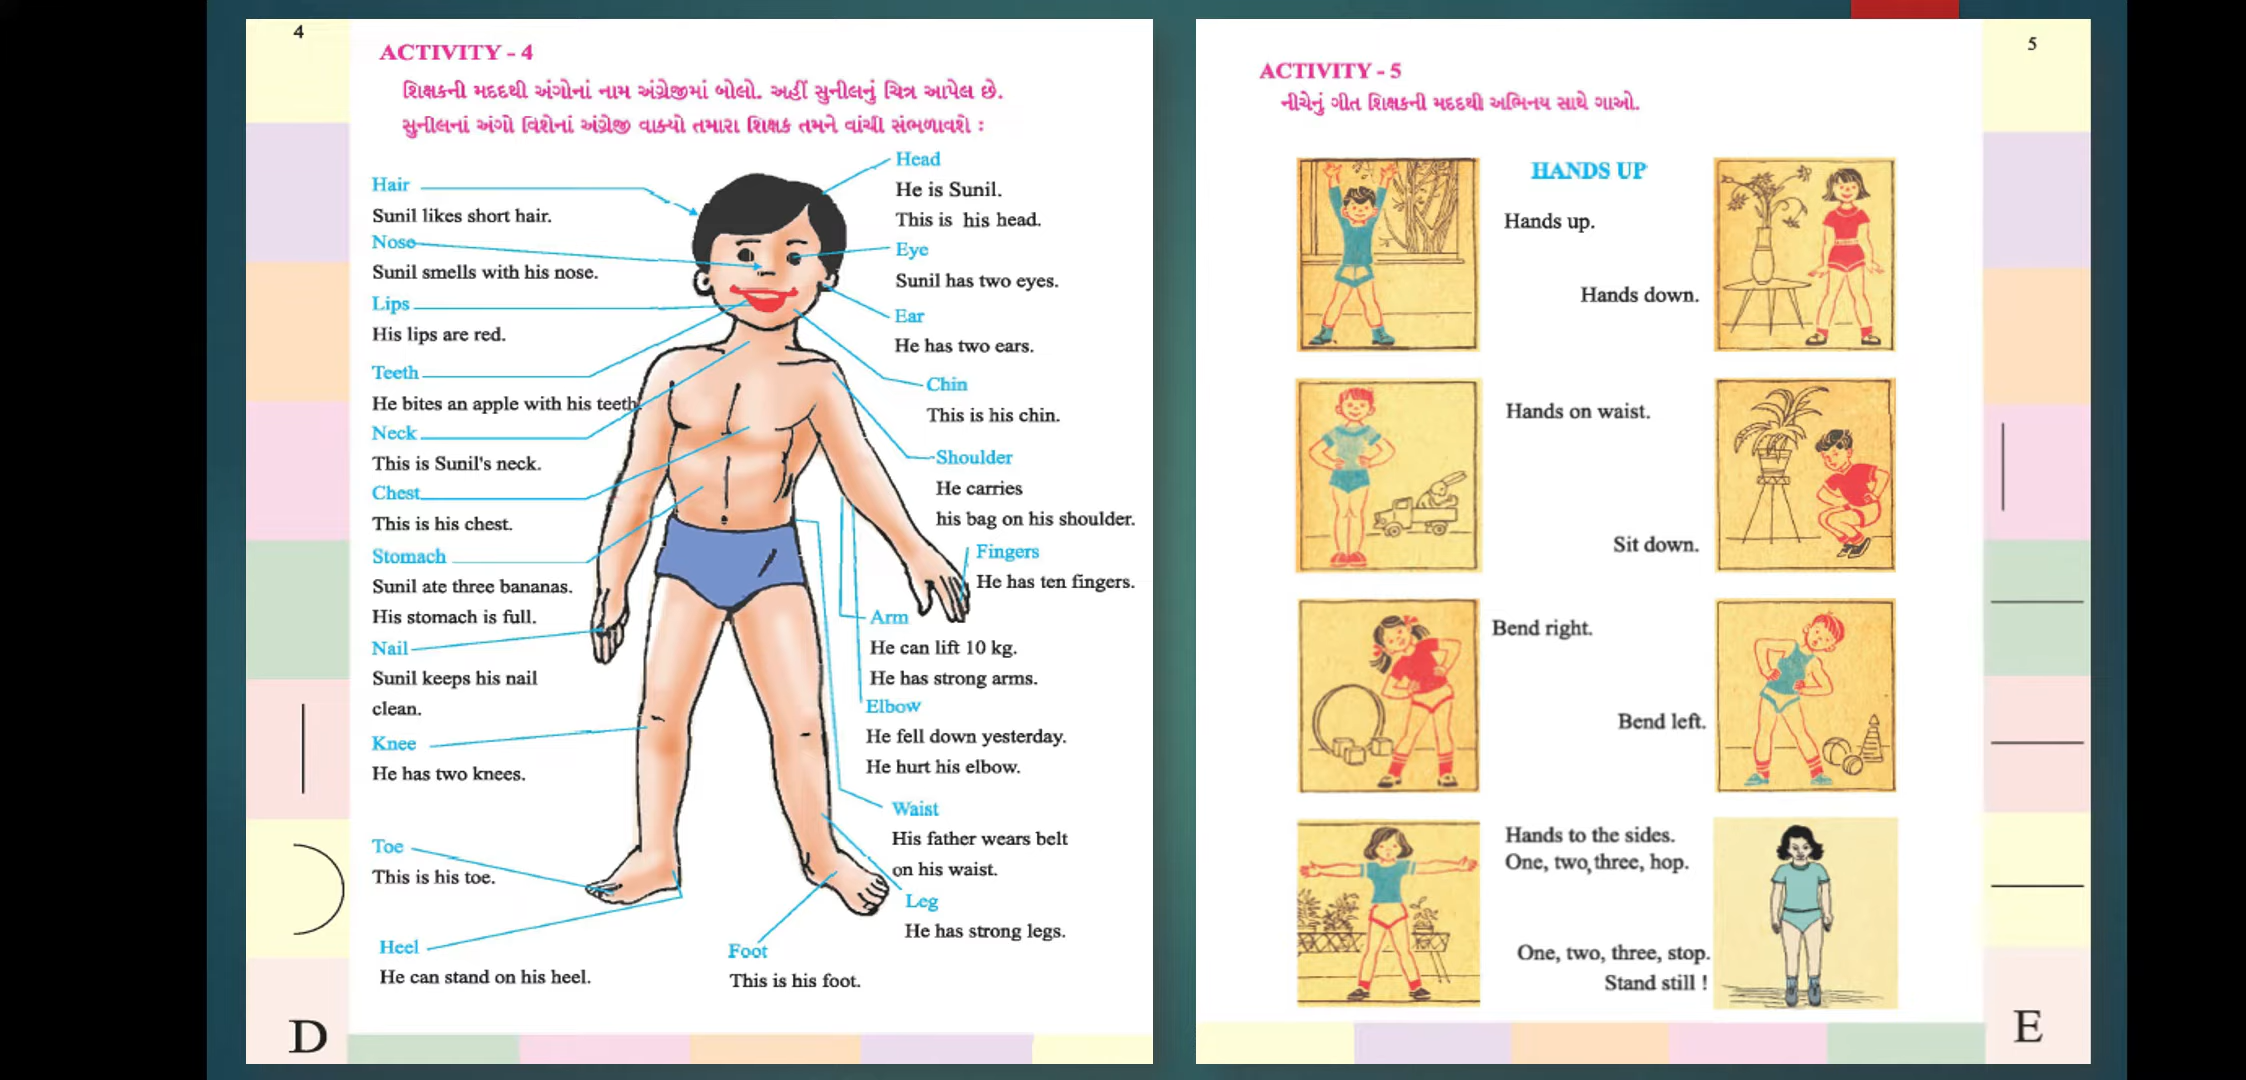 4
ACTIVITY - 4
શિક્ષકની મદદથી અંગોનાં નામ અંગ્રેજીમાં બોલો. અહીં સુનીલનું ચિત્ર આપેલ છે.
સુનીલનાં અંગો વિશેનાં અંગ્રેજી વાક્યો તમારા શિક્ષક તમને વાંચી સંભળાવશે :
Hair
Sunil likes short hair.
Nose
Sunil smells with his nose.
Lips
His lips are red.
Teeth
He bites an apple with his teeth
Neck
This is Sunil's neck.
Chest
This is his chest.
Stomach
Sunil ate three bananas.
His stomach is full.
Nail
Sunil keeps his nail
clean.
Knee
He has two knees.
Toe
This is his toe.
Heel
He can stand on his heel.
Head
He is Sunil.
This is his head.
Eye
Sunil has two eyes.
Ear
He has two ears.
Chin
This is his chin.
Shoulder
He carries
his bag on his shoulder.
Fingers
He has ten fingers.
Arm
He can lift 10 kg.
He has strong arms.
Elbow
He fell down yesterday.
He hurt his elbow.
Waist
His father wears belt
on his waist.
Leg
He has strong legs.
Foot
This is his foot.
D
5
ACTIVITY - 5
નીચેનું ગીત શિક્ષકની મદદથી અભિનય સાથે ગાઓ.
HANDS UP
Hands up.
Hands down.
Hands on waist.
Sit down.
Bend right.
Bend left.
Hands to the sides.
One, two, three, hop.
One, two, three, stop.
Stand still !
E